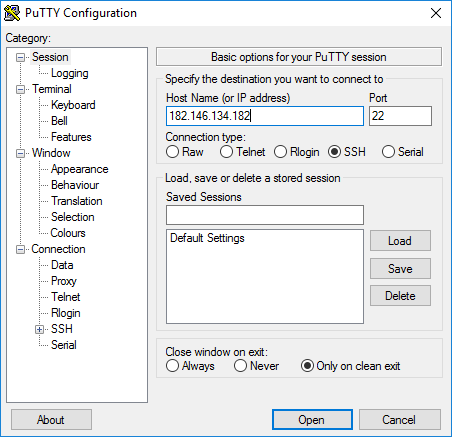 PuTTY Configuration
Category:
Session
Logging
Terminal
Keyboard
Bell
Features
Window
Appearance
Behaviour
Translation
Selection
Colours
Connection
Data
Proxy
Telnet
Rlogin
SSH
Serial
Basic options for your PuTTY session
Specify the destination you want to connect to
Host Name (or IP address) Port
182.146.134.182 22
Connection type:
Raw Telnet Rlogin SSH Serial
Load, save or delete a stored session
Saved Sessions
Default Settings
Load
Save
Delete
Close window on exit:
Always Never Only on clean exit
About Open Cancel